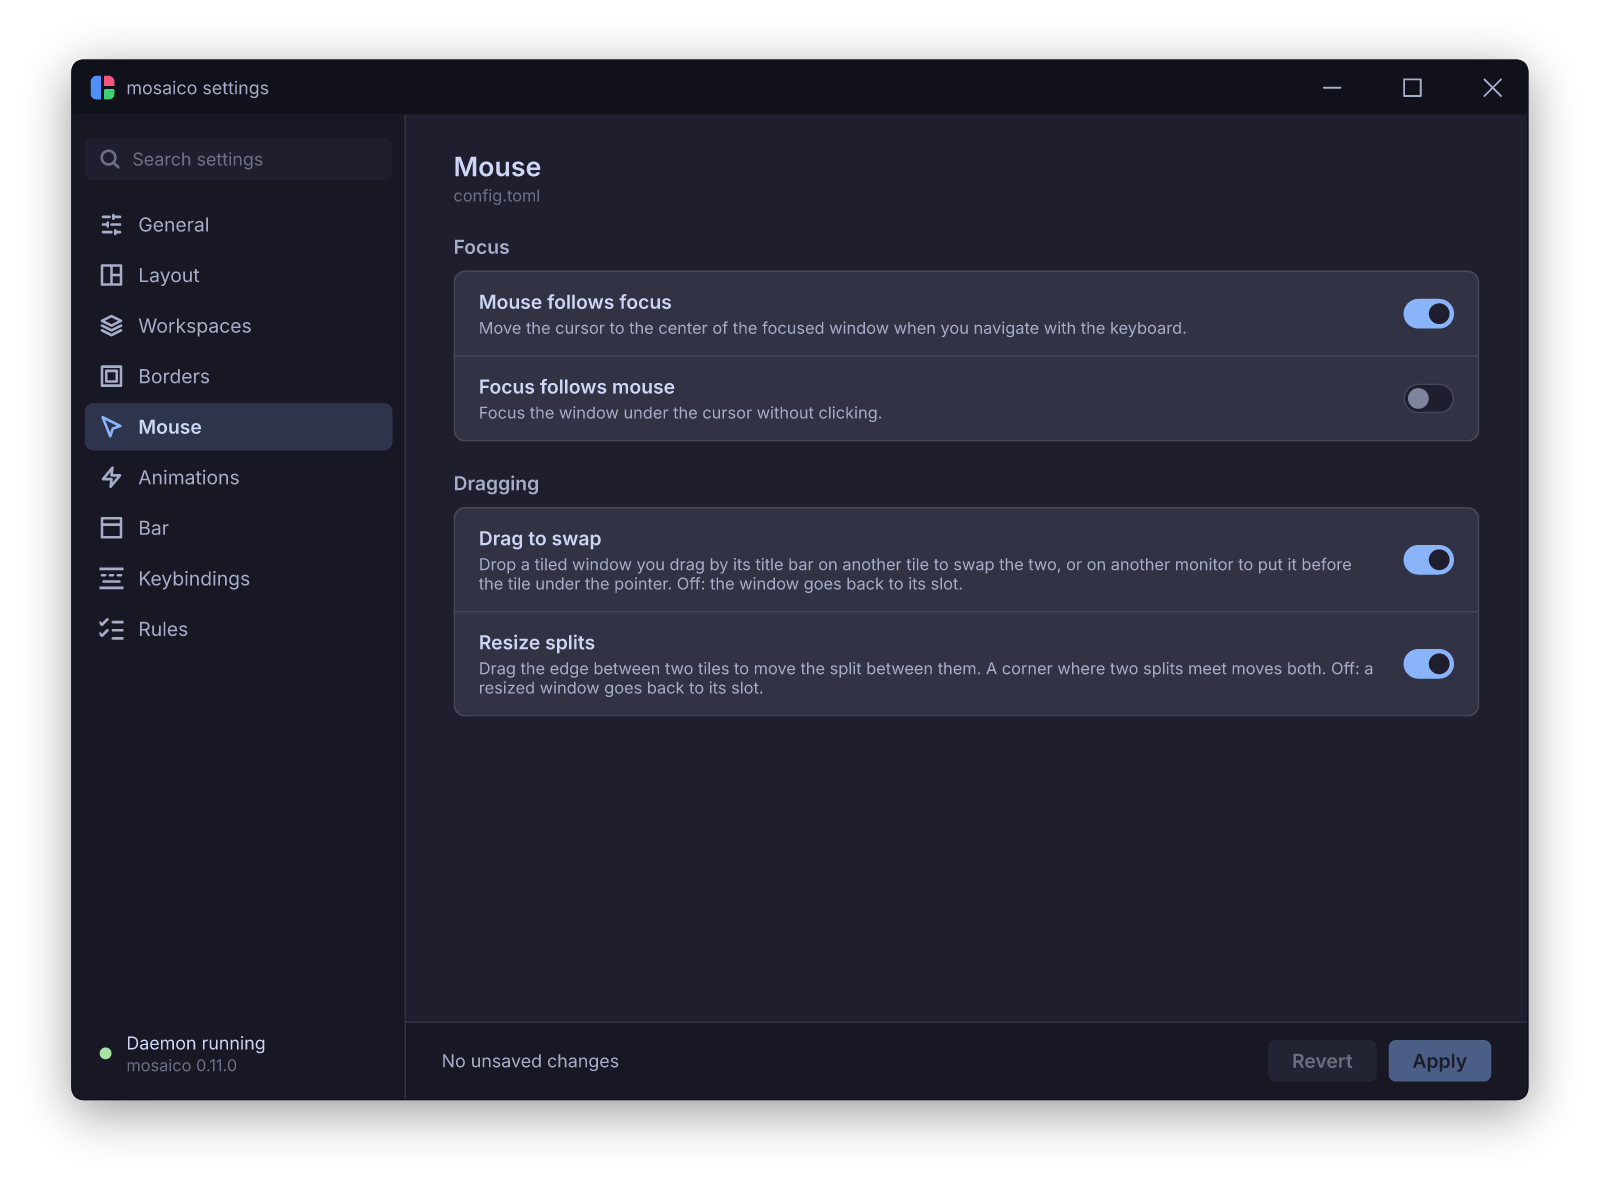 mosaico settings
Search settings
General
Layout
Workspaces
Borders
Mouse
Animations
Bar
Keybindings
Rules
Daemon running
mosaico 0.11.0
Mouse
config.toml
Focus
Mouse follows focus
Move the cursor to the center of the focused window when you navigate with the keyboard.
Focus follows mouse
Focus the window under the cursor without clicking.
Dragging
Drag to swap
Drop a tiled window you drag by its title bar on another tile to swap the two, or on another monitor to put it before
the tile under the pointer. Off: the window goes back to its slot.
Resize splits
Drag the edge between two tiles to move the split between them. A corner where two splits meet moves both. Off: a
resized window goes back to its slot.
No unsaved changes
Revert
Apply